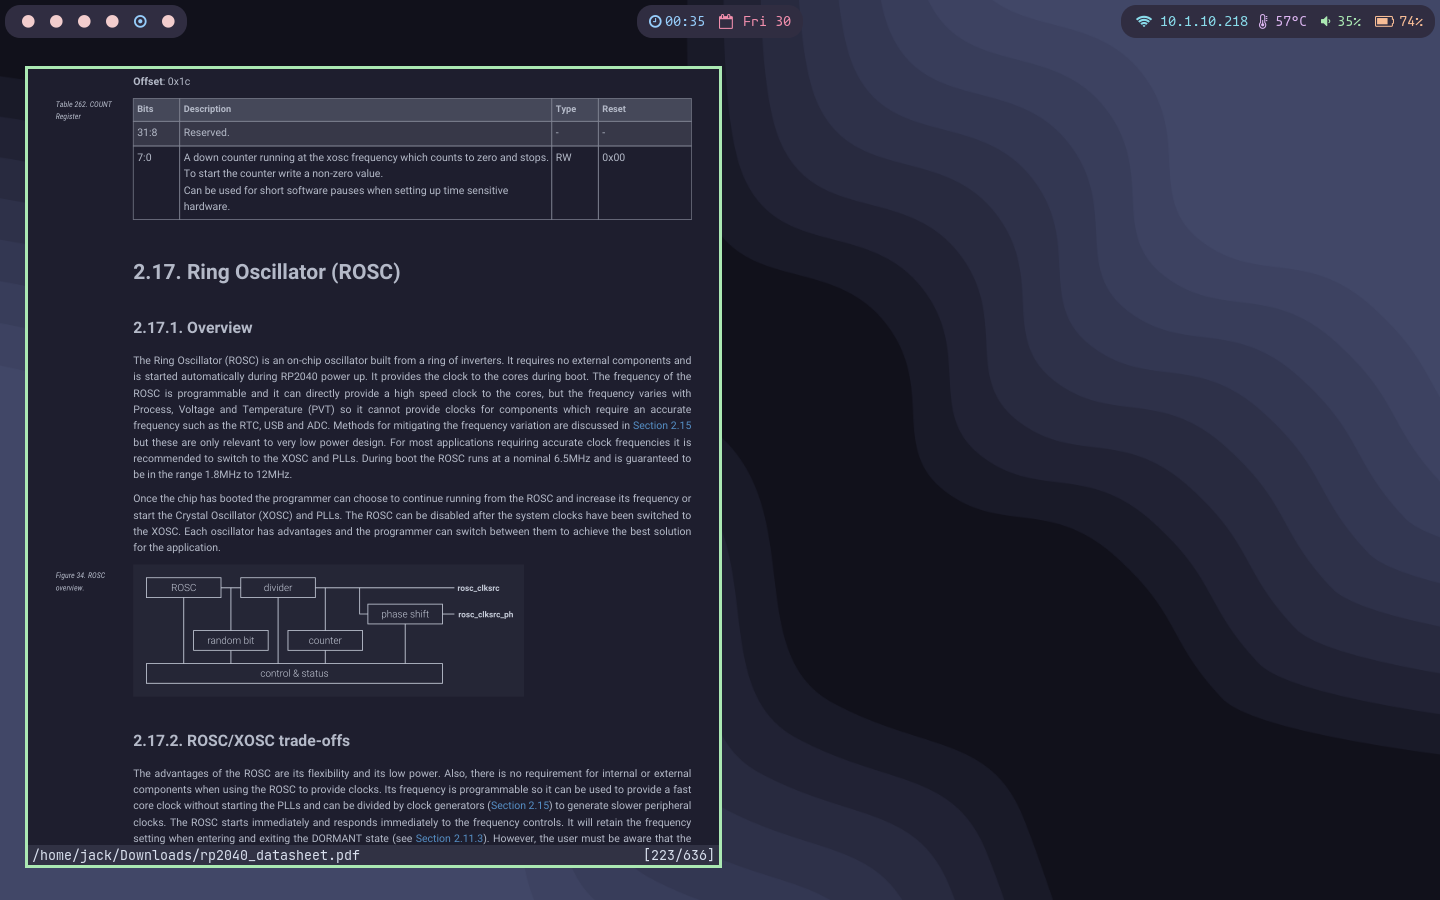 00:35 Fri 30
10.1.10.218 57°C 35% 74%
Offset: 0x1c
Table 262. COUNT
Register
Bits Description Type Reset
31:8 Reserved. - -
7:0 A down counter running at the xosc frequency which counts to zero and stops. RW 0x00
To start the counter write a non-zero value.
Can be used for short software pauses when setting up time sensitive
hardware.
2.17. Ring Oscillator (ROSC)
2.17.1. Overview
The Ring Oscillator (ROSC) is an on-chip oscillator built from a ring of inverters. It requires no external components and
is started automatically during RP2040 power up. It provides the clock to the cores during boot. The frequency of the
ROSC is programmable and it can directly provide a high speed clock to the cores, but the frequency varies with
Process, Voltage and Temperature (PVT) so it cannot provide clocks for components which require an accurate
frequency such as the RTC, USB and ADC. Methods for mitigating the frequency variation are discussed in Section 2.15
but these are only relevant to very low power design. For most applications requiring accurate clock frequencies it is
recommended to switch to the XOSC and PLLs. During boot the ROSC runs at a nominal 6.5MHz and is guaranteed to
be in the range 1.8MHz to 12MHz.
Once the chip has booted the programmer can choose to continue running from the ROSC and increase its frequency or
start the Crystal Oscillator (XOSC) and PLLs. The ROSC can be disabled after the system clocks have been switched to
the XOSC. Each oscillator has advantages and the programmer can switch between them to achieve the best solution
for the application.
Figure 34. ROSC
overview.
ROSC divider rosc_clksrc
phase shift rosc_clksrc_ph
random bit counter
control & status
2.17.2. ROSC/XOSC trade-offs
The advantages of the ROSC are its flexibility and its low power. Also, there is no requirement for internal or external
components when using the ROSC to provide clocks. Its frequency is programmable so it can be used to provide a fast
core clock without starting the PLLs and can be divided by clock generators (Section 2.15) to generate slower peripheral
clocks. The ROSC starts immediately and responds immediately to the frequency controls. It will retain the frequency
setting when entering and exiting the DORMANT state (see Section 2.11.3). However, the user must be aware that the
/home/jack/Downloads/rp2040_datasheet.pdf [223/636]